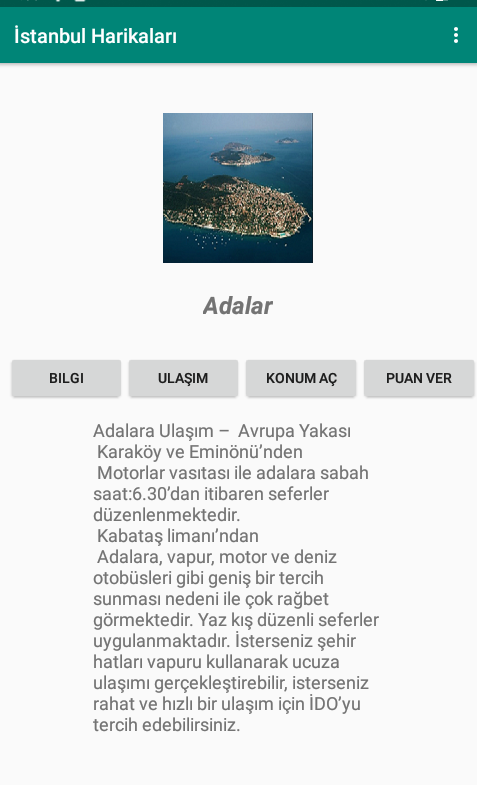 İstanbul Harikaları
Adalar
BILGI
ULAŞIM
KONUM AÇ
PUAN VER
Adalara Ulaşım – Avrupa Yakası
Karaköy ve Eminönü’nden
Motorlar vasıtası ile adalara sabah
saat:6.30’dan itibaren seferler
düzenlenmektedir.
Kabataş limanı’ndan
Adalara, vapur, motor ve deniz
otobüsleri gibi geniş bir tercih
sunması nedeni ile çok rağbet
görmektedir. Yaz kış düzenli seferler
uygulanmaktadır. İsterseniz şehir
hatları vapuru kullanarak ucuza
ulaşımı gerçekleştirebilir, isterseniz
rahat ve hızlı bir ulaşım için İDO’yu
tercih edebilirsiniz.